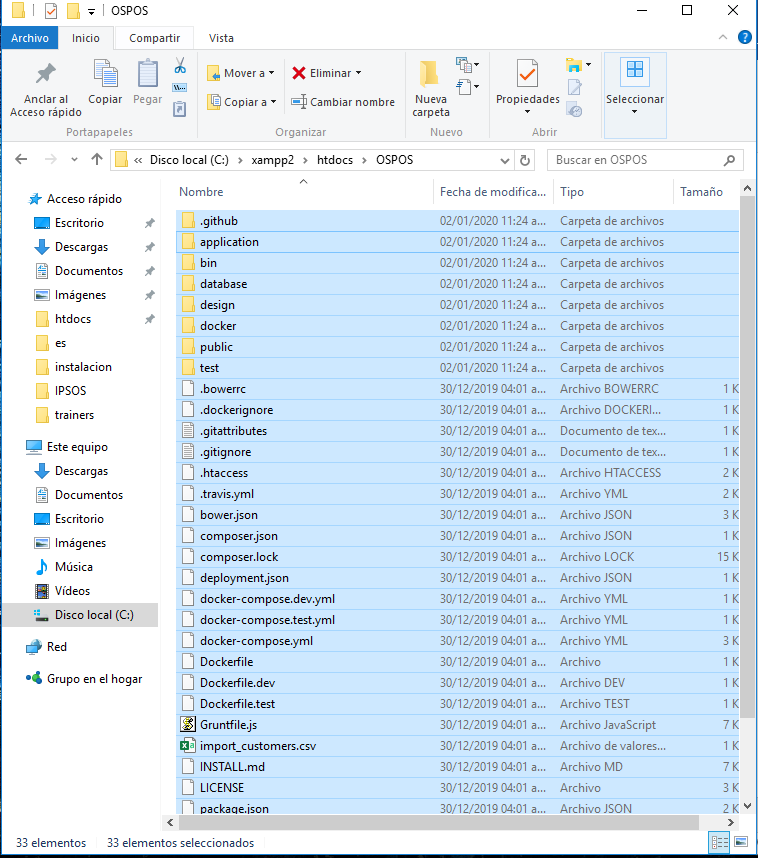 OSPOS
Archivo Inicio Compartir Vista
Anclar al Acceso rápido
Copiar
Pegar
Mover a
Copiar a
Eliminar
Cambiar nombre
Nueva carpeta
Propiedades
Seleccionar
Portapapeles Organizar Nuevo Abrir
« Disco local (C:) > xampp2 > htdocs > OSPOS
Buscar en OSPOS
Acceso rápido
Escritorio
Descargas
Documentos
Imágenes
htdocs
es
instalacion
IPSOS
trainers
Este equipo
Descargas
Documentos
Escritorio
Imágenes
Música
Vídeos
Disco local (C:)
Red
Grupo en el hogar
Nombre Fecha de modifica... Tipo Tamaño
.github 02/01/2020 11:24 a... Carpeta de archivos
application 02/01/2020 11:24 a... Carpeta de archivos
bin 02/01/2020 11:24 a... Carpeta de archivos
database 02/01/2020 11:24 a... Carpeta de archivos
design 02/01/2020 11:24 a... Carpeta de archivos
docker 02/01/2020 11:24 a... Carpeta de archivos
public 02/01/2020 11:24 a... Carpeta de archivos
test 02/01/2020 11:24 a... Carpeta de archivos
.bowerrc 30/12/2019 04:01 a... Archivo BOWERRC 1 K
.dockerignore 30/12/2019 04:01 a... Archivo DOCKERI... 1 K
.gitattributes 30/12/2019 04:01 a... Documento de tex... 1 K
.gitignore 30/12/2019 04:01 a... Documento de tex... 1 K
.htaccess 30/12/2019 04:01 a... Archivo HTACCESS 2 K
.travis.yml 30/12/2019 04:01 a... Archivo YML 2 K
bower.json 30/12/2019 04:01 a... Archivo JSON 3 K
composer.json 30/12/2019 04:01 a... Archivo JSON 1 K
composer.lock 30/12/2019 04:01 a... Archivo LOCK 15 K
deployment.json 30/12/2019 04:01 a... Archivo JSON 1 K
docker-compose.dev.yml 30/12/2019 04:01 a... Archivo YML 1 K
docker-compose.test.yml 30/12/2019 04:01 a... Archivo YML 1 K
docker-compose.yml 30/12/2019 04:01 a... Archivo YML 3 K
Dockerfile 30/12/2019 04:01 a... Archivo 1 K
Dockerfile.dev 30/12/2019 04:01 a... Archivo DEV 1 K
Dockerfile.test 30/12/2019 04:01 a... Archivo TEST 1 K
Gruntfile.js 30/12/2019 04:01 a... Archivo JavaScript 7 K
import_customers.csv 30/12/2019 04:01 a... Archivo de valores... 1 K
INSTALL.md 30/12/2019 04:01 a... Archivo MD 7 K
LICENSE 30/12/2019 04:01 a... Archivo 3 K
package.json 30/12/2019 04:01 a... Archivo JSON 2 K
33 elementos 33 elementos seleccionados